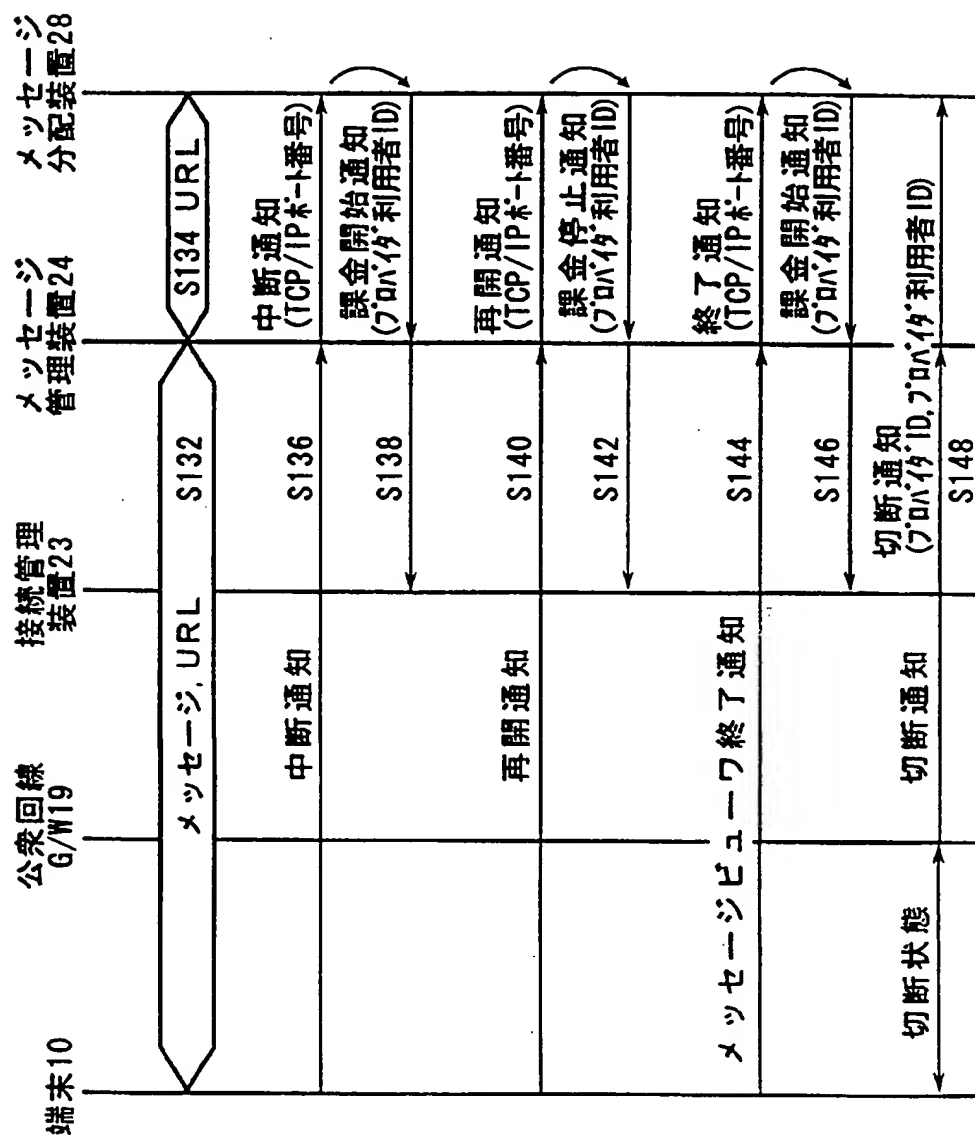 端末10
公衆回線
G/W19
接続管理
装置23
メッセージ
管理装置24
メッセージ
分配装置28
メッセージ, URL
S132
S134 URL
中断通知
S136
中断通知
(TCP/IPポート番号)
S138
課金開始通知
(プロバイダ利用者ID)
再開通知
S140
再開通知
(TCP/IPポート番号)
S142
課金停止通知
(プロバイダ利用者ID)
メッセージビューワ終了通知
S144
終了通知
(TCP/IPポート番号)
S146
課金開始通知
(プロバイダ利用者ID)
切断状態
切断通知
切断通知
(プロバイダID,プロバイダ利用者ID)
S148